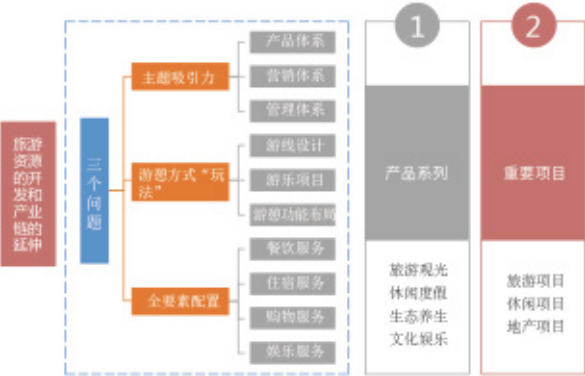 旅游
资源
的开
发和
产业
链的
延伸
三个问题
主题吸引力
产品体系
营销体系
管理体系
游憩方式“玩
法”
游线设计
游乐项目
游憩功能布局
全要素配置
餐饮服务
住宿服务
购物服务
娱乐服务
1
产品系列
旅游观光
休闲度假
生态养生
文化娱乐
2
重要项目
旅游项目
休闲项目
地产项目